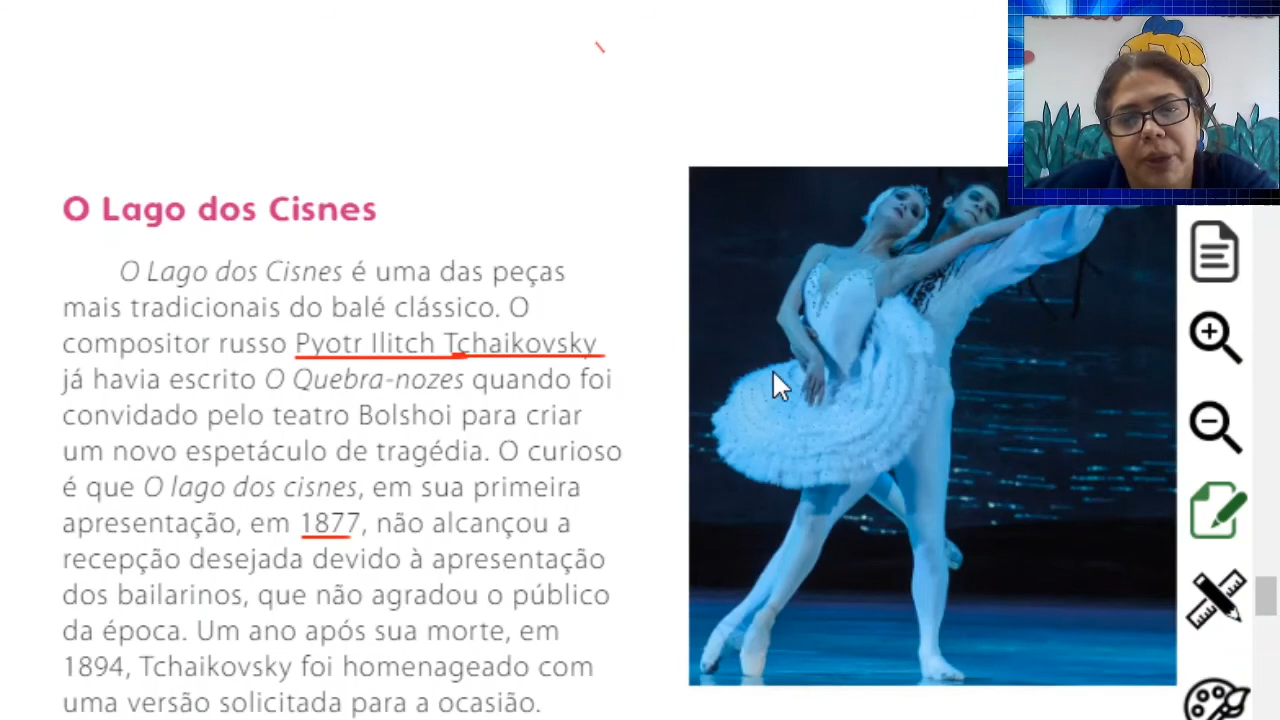 O Lago dos Cisnes
O Lago dos Cisnes é uma das peças
mais tradicionais do balé clássico. O
compositor russo Pyotr Ilitch Tchaikovsky
já havia escrito O Quebra-nozes quando foi
convidado pelo teatro Bolshoi para criar
um novo espetáculo de tragédia. O curioso
é que O lago dos cisnes, em sua primeira
apresentação, em 1877, não alcançou a
recepção desejada devido à apresentação
dos bailarinos, que não agradou o público
da época. Um ano após sua morte, em
1894, Tchaikovsky foi homenageado com
uma versão solicitada para a ocasião.